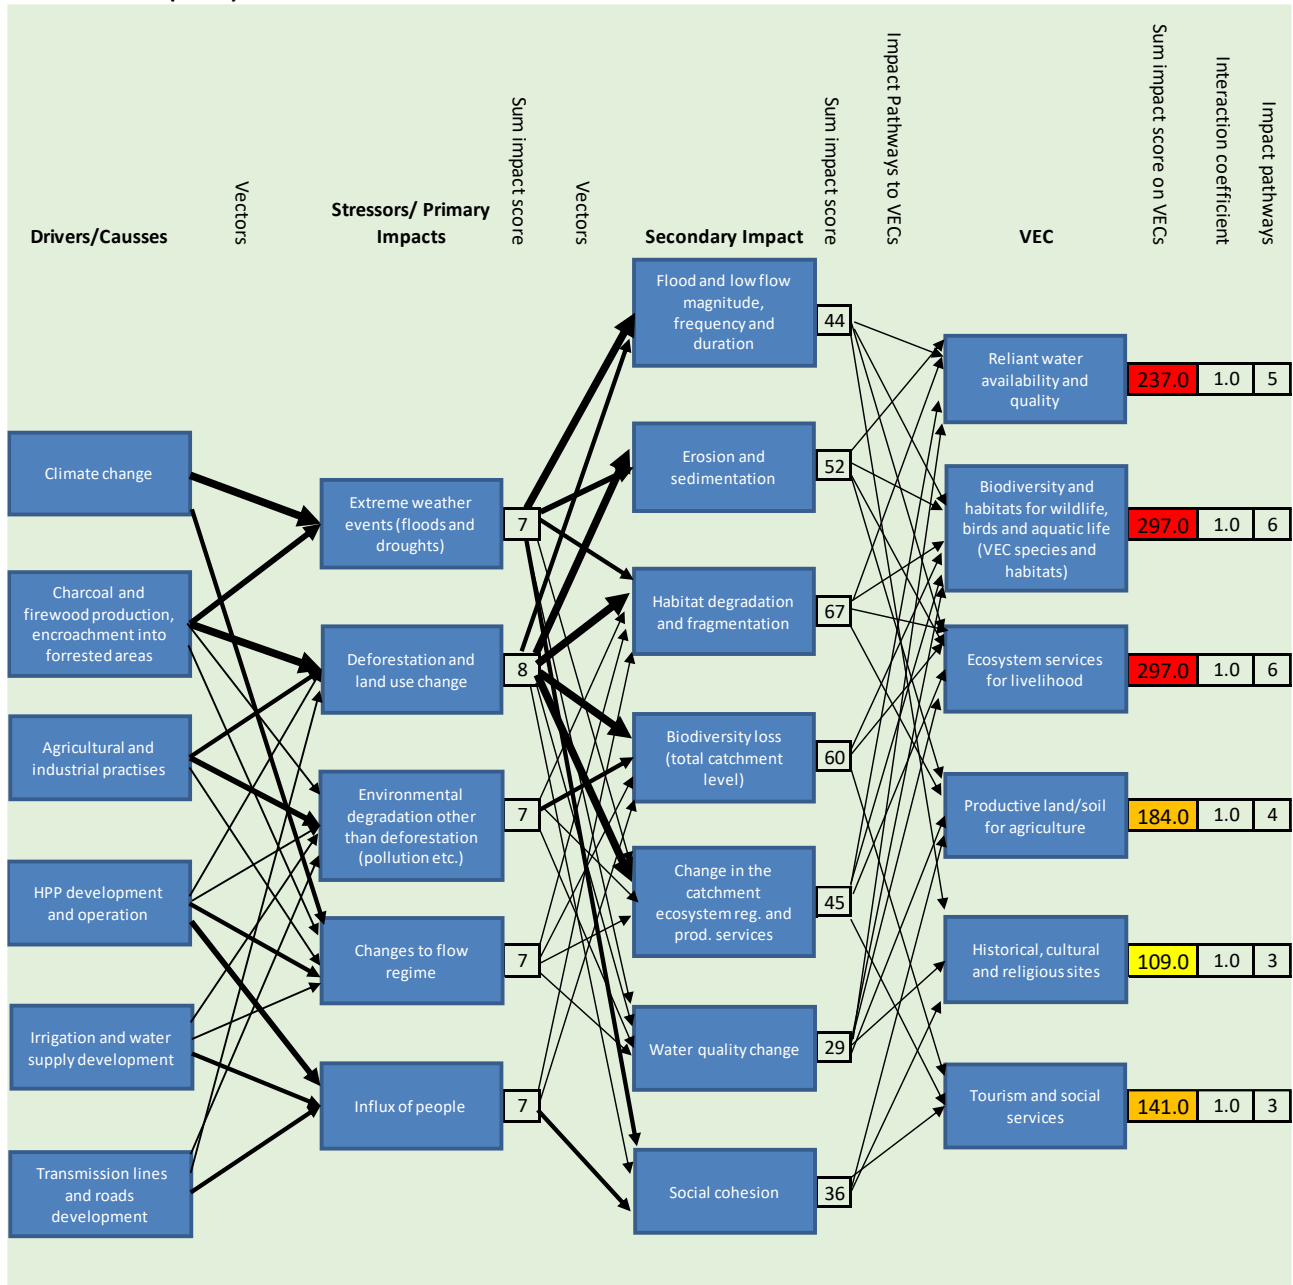 Sum impact score on VECs
Interaction coefficient
Impact pathways
Impact Pathways to VECs
Sum impact score
Sum impact score
Vectors
Vectors
Drivers/Causses
Stressors/ Primary
Impacts
Secondary Impact
VEC
Climate change
Charcoal and
firewood production,
encroachment into
forrested areas
Agricultural and
industrial practises
HPP development
and operation
Irrigation and water
supply development
Transmission lines
and roads
development
Extreme weather
events (floods and
droughts)
7
Deforestation and
land use change
8
Environmental
degradation other
than deforestation
(pollution etc.)
7
Changes to flow
regime
7
Influx of people
7
Flood and low flow
magnitude,
frequency and
duration
44
Erosion and
sedimentation
52
Habitat degradation
and fragmentation
67
Biodiversity loss
(total catchment
level)
60
Change in the
catchment
ecosystem reg. and
prod. services
45
Water quality change
29
Social cohesion
36
Reliant water
availability and
quality
237.0 1.0 5
Biodiversity and
habitats for wildlife,
birds and aquatic life
(VEC species and
habitats)
297.0 1.0 6
Ecosystem services
for livelihood
297.0 1.0 6
Productive land/soil
for agriculture
184.0 1.0 4
Historical, cultural
and religious sites
109.0 1.0 3
Tourism and social
services
141.0 1.0 3